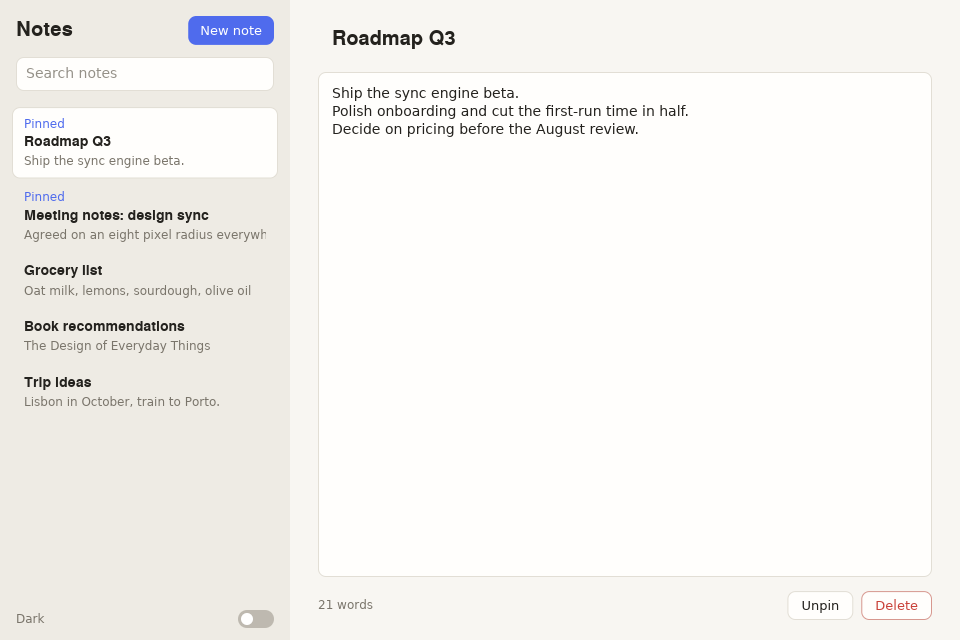 Notes
New note
Search notes
Pinned
Roadmap Q3
Ship the sync engine beta.
Pinned
Meeting notes: design sync
Agreed on an eight pixel radius everywh
Grocery list
Oat milk, lemons, sourdough, olive oil
Book recommendations
The Design of Everyday Things
Trip ideas
Lisbon in October, train to Porto.
Dark
Roadmap Q3
Ship the sync engine beta.
Polish onboarding and cut the first-run time in half.
Decide on pricing before the August review.
21 words
Unpin
Delete